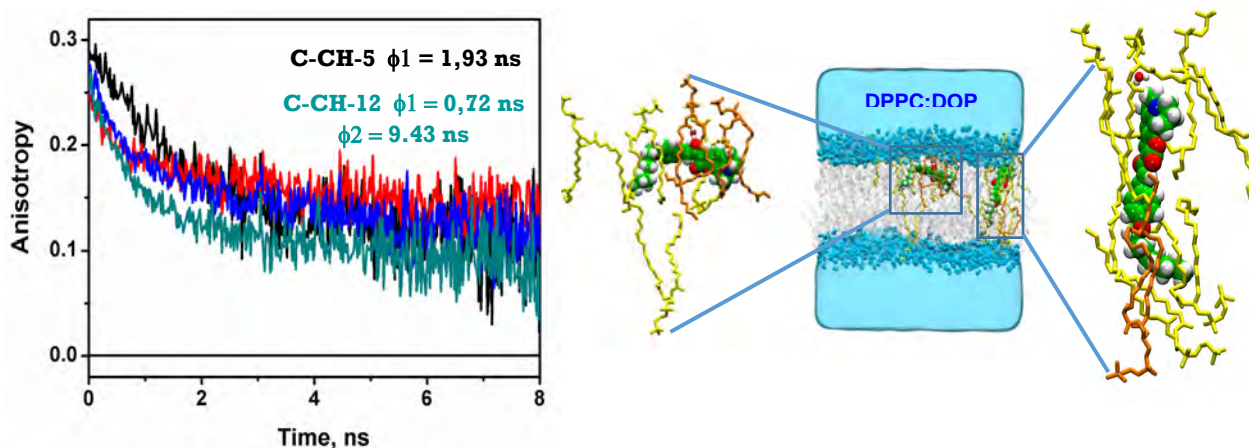 0.3
0.2
0.1
0.0
Anisotropy
C-CH-5 ϕ1 = 1,93 ns
C-CH-12 ϕ1 = 0,72 ns
ϕ2 = 9.43 ns
0 2 4 6 8
Time, ns
DPPC:DOP